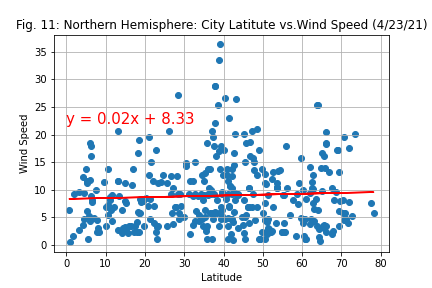 Fig. 11: Northern Hemisphere: City Latitute vs.Wind Speed (4/23/21)
35
30
25
20
15
10
5
0
Wind Speed
y = 0.02x + 8.33
0 10 20 30 40 50 60 70 80
Latitude